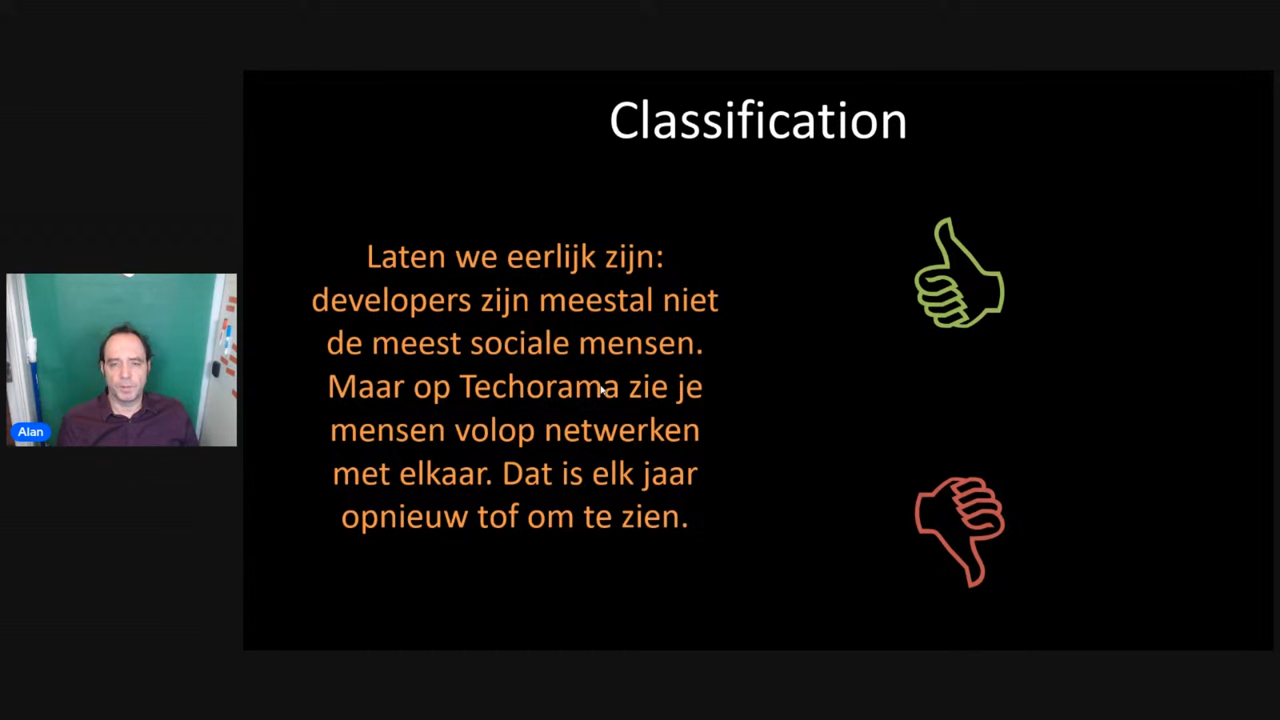 Classification
Laten we eerlijk zijn:
developers zijn meestal niet
de meest sociale mensen.
Maar op Techorama zie je
mensen volop netwerken
met elkaar. Dat is elk jaar
opnieuw tof om te zien.
Alan